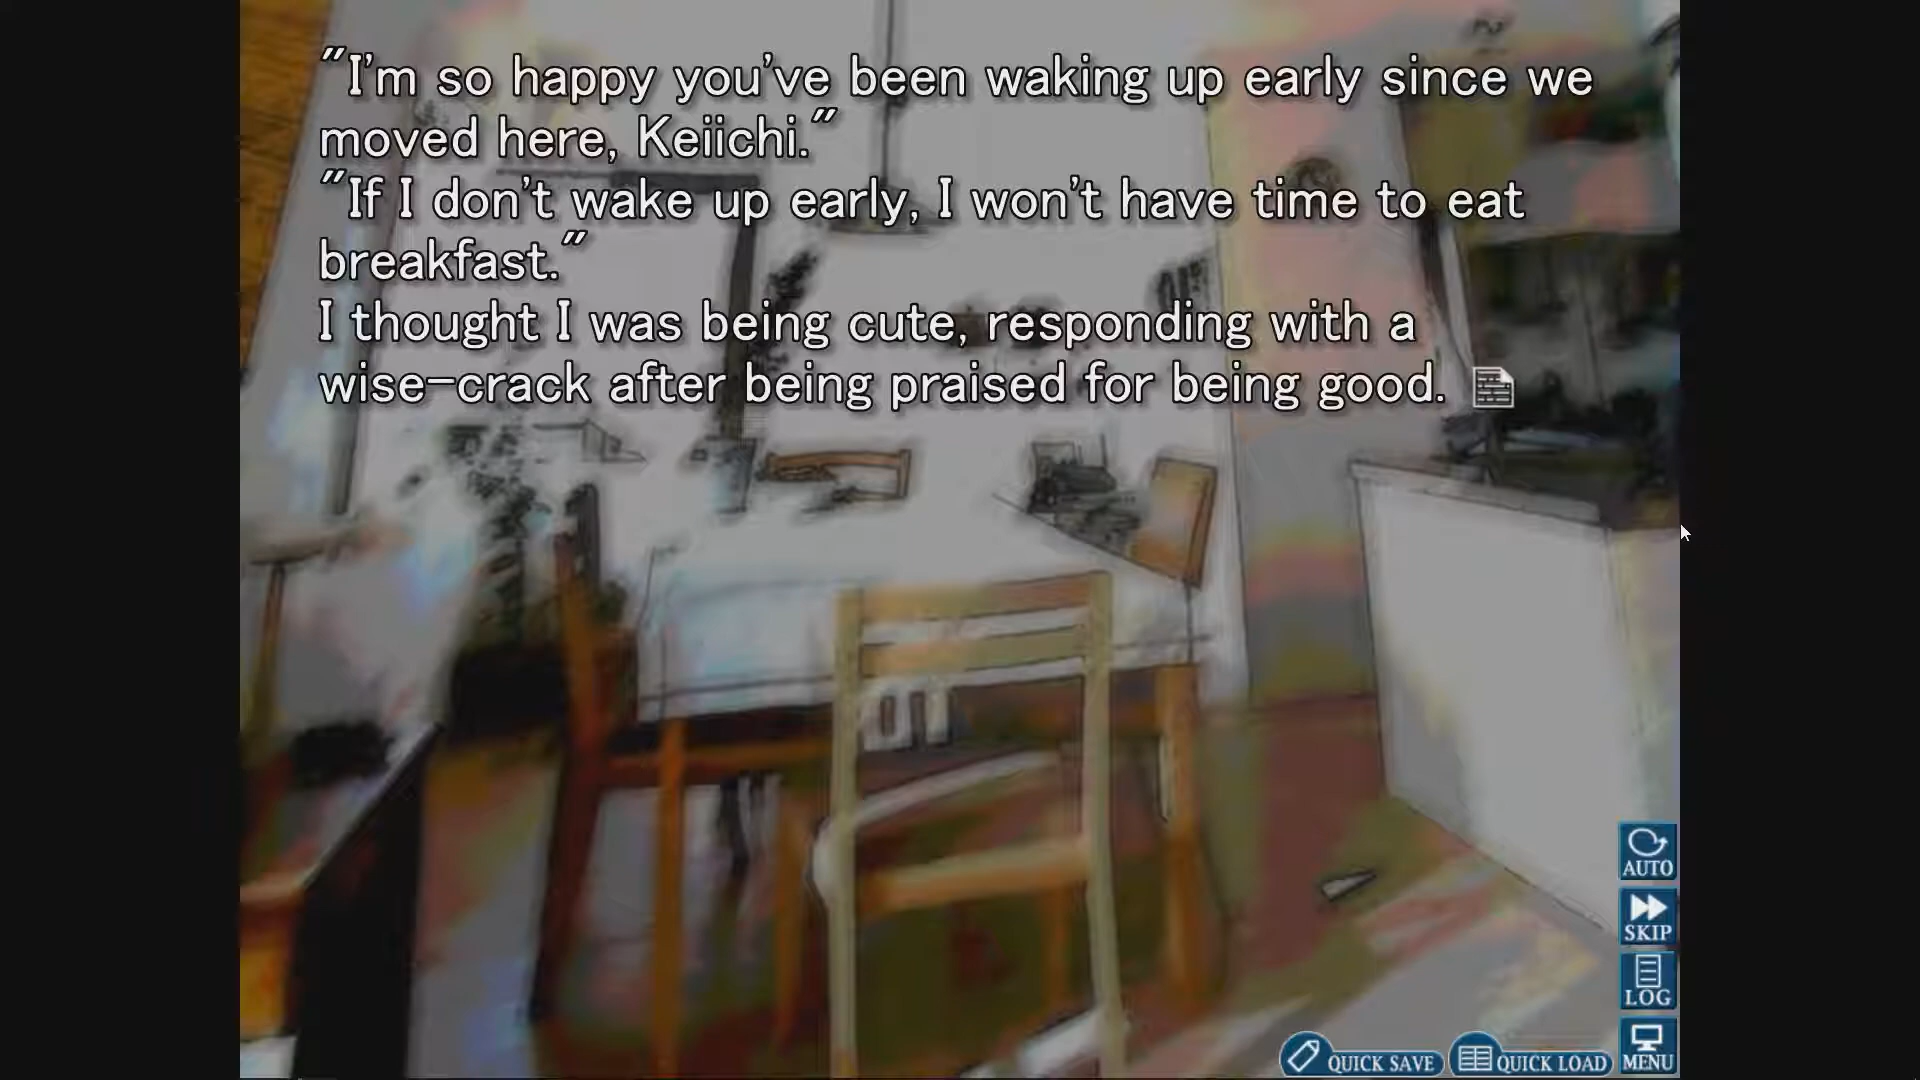 "I'm so happy you've been waking up early since we
moved here, Keiichi."
"If I don't wake up early, I won't have time to eat
breakfast."
I thought I was being cute, responding with a
wise-crack after being praised for being good.
AUTO
SKIP
LOG
MENU
QUICK SAVE
QUICK LOAD